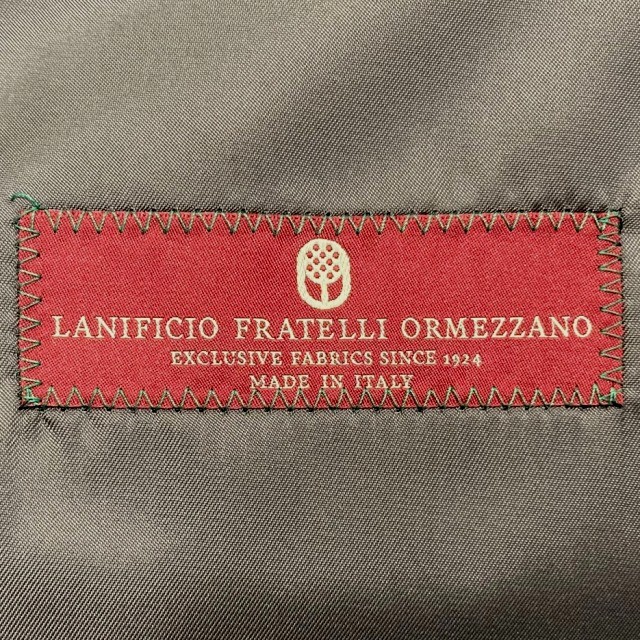 LANIFICIO FRATELLI ORMEZZANO
EXCLUSIVE FABRICS SINCE 1924
MADE IN ITALY